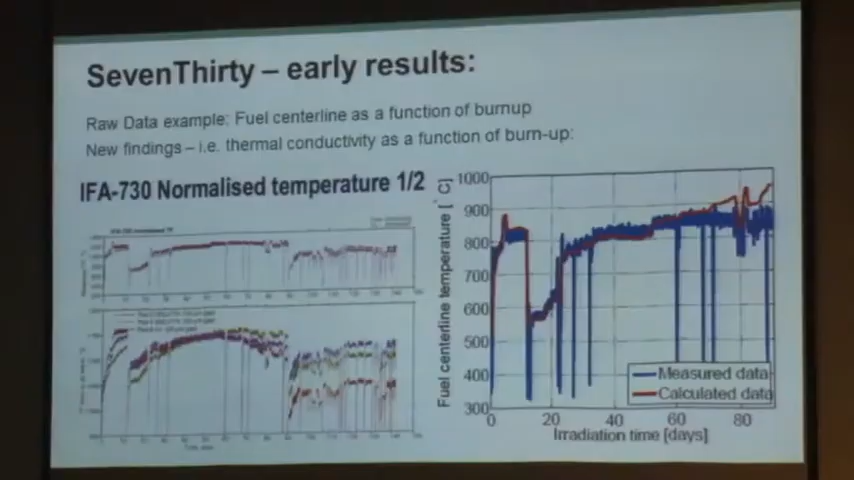 SevenThirty – early results:
Raw Data example: Fuel centerline as a function of burnup
New findings – i.e. thermal conductivity as a function of burn-up:
IFA-730 Normalised temperature 1/2
Fuel centerline temperature [°C]
1000
900
800
700
600
500
400
300
Measured data
Calculated data
0 20 40 60 80
Irradiation time [days]